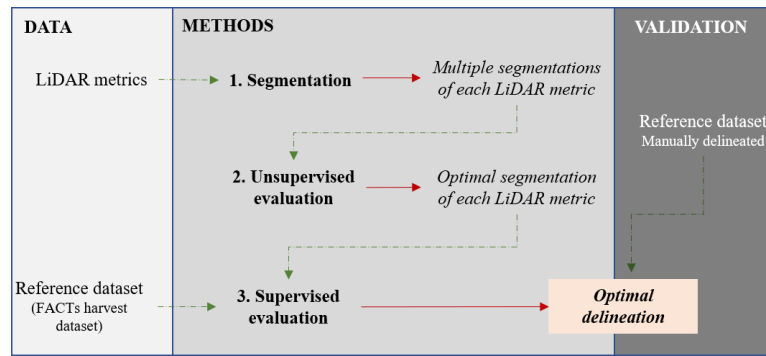 DATA
METHODS
VALIDATION
LiDAR metrics
1. Segmentation
Multiple segmentations
of each LiDAR metric
Reference dataset
Manually delineated
2. Unsupervised
evaluation
Optimal segmentation
of each LiDAR metric
Reference dataset
(FACTs harvest
dataset)
3. Supervised
evaluation
Optimal
delineation